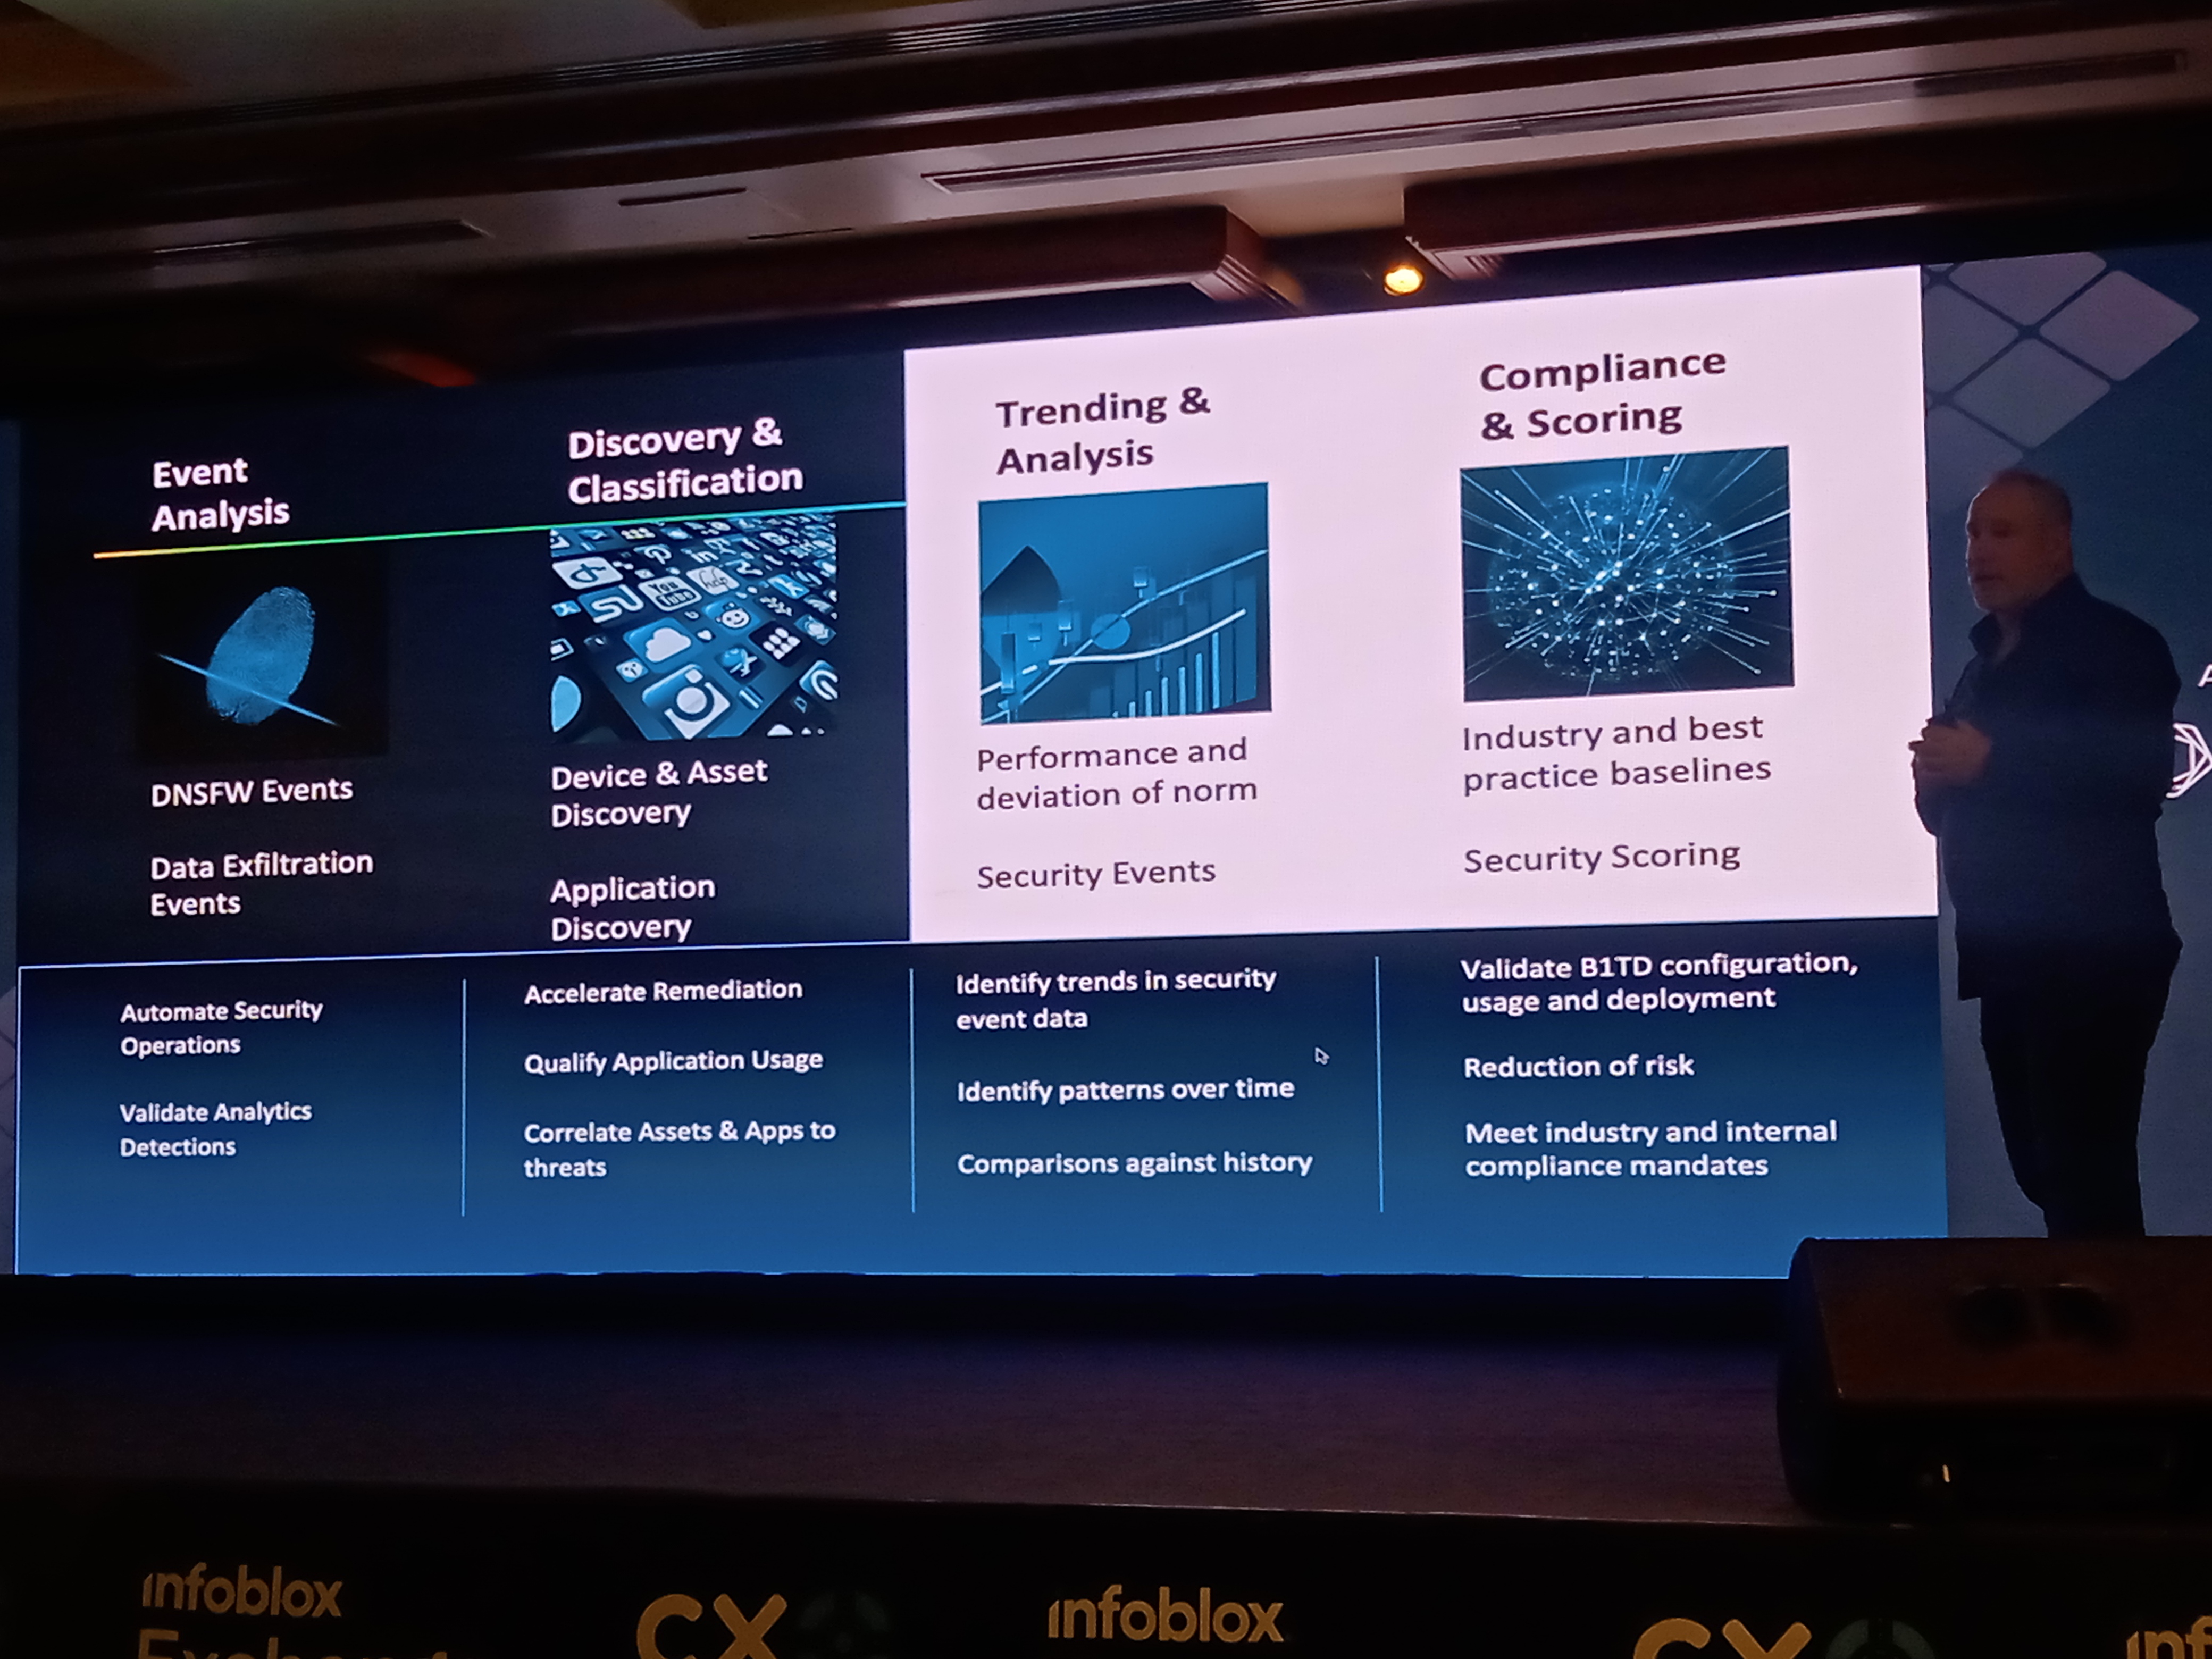 Event
Analysis
DNSFW Events
Data Exfiltration
Events
Automate Security
Operations
Validate Analytics
Detections
Discovery &
Classification
You
Tube
Device & Asset
Discovery
Application
Discovery
Accelerate Remediation
Qualify Application Usage
Correlate Assets & Apps to
threats
Trending &
Analysis
Performance and
deviation of norm
Security Events
Identify trends in security
event data
Identify patterns over time
Comparisons against history
Compliance
& Scoring
Industry and best
practice baselines
Security Scoring
Validate B1TD configuration,
usage and deployment
Reduction of risk
Meet industry and internal
compliance mandates
infoblox
CX
infoblox
CX
inf